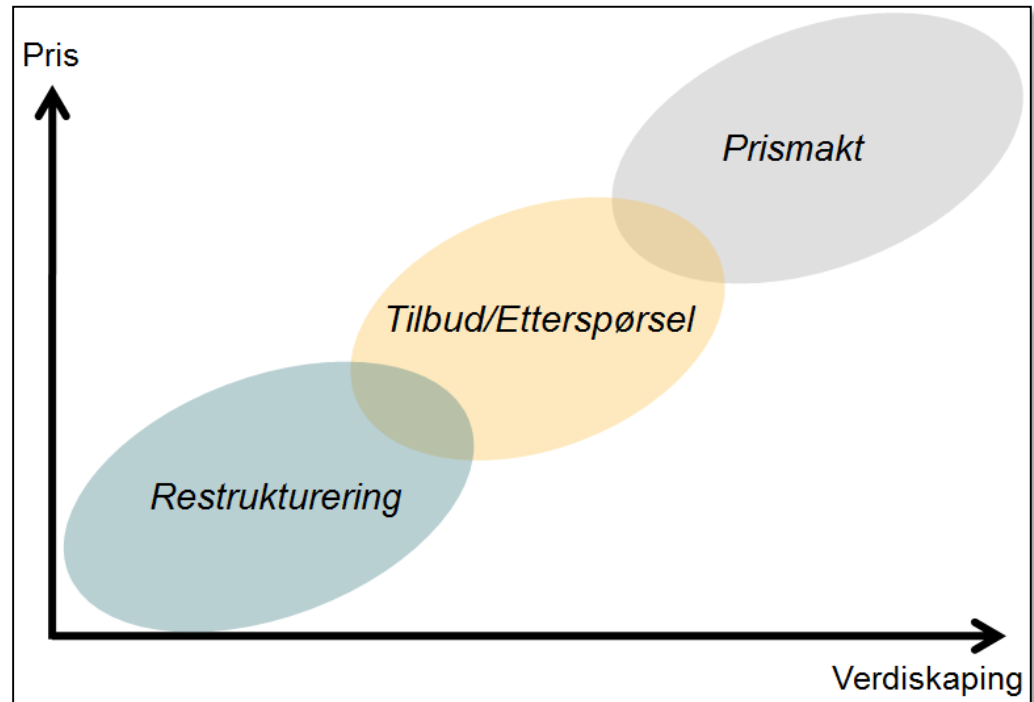 Pris
Prismakt
Tilbud/Etterspørsel
Restrukturering
Verdiskaping